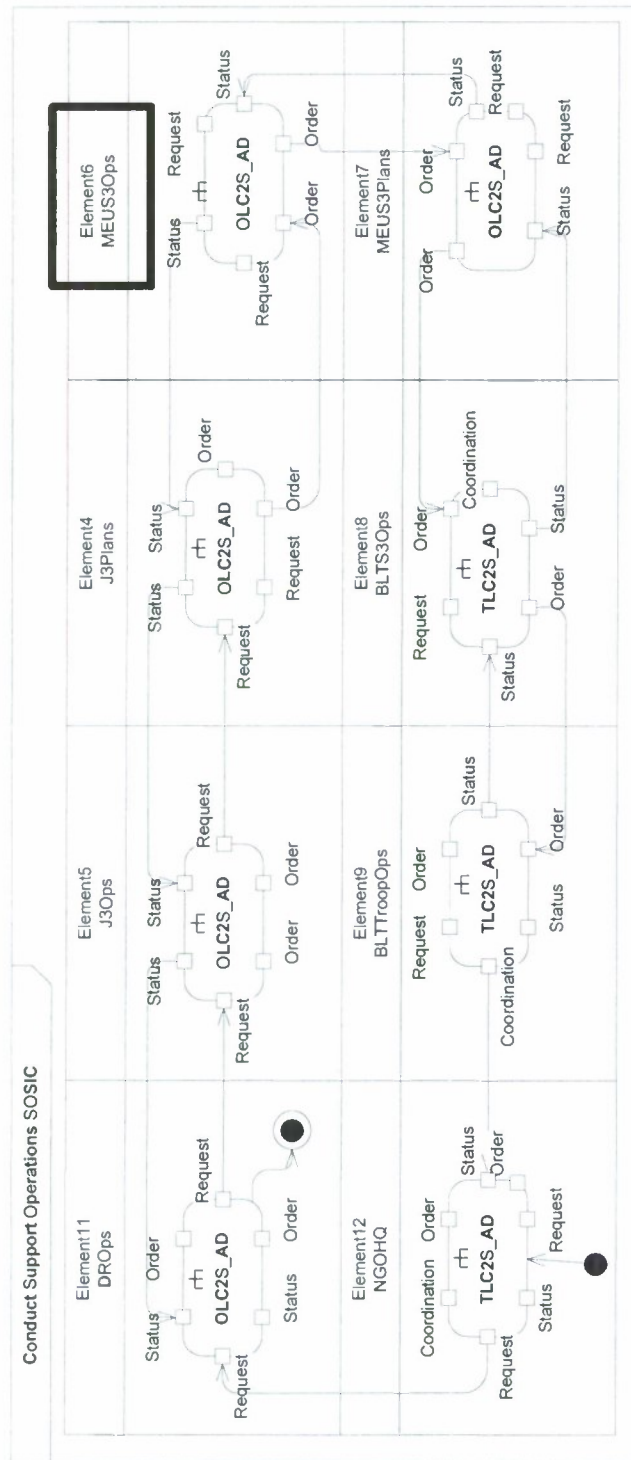 Conduct Support Operations SOSIC
Element11
DROps
Status
Order
OLC2S_AD
Request
Request
Status
Order
Element5
J3Ops
Status
Status
OLC2S_AD
Request
Request
Order
Order
Element4
J3Plans
Status
Status
OLC2S_AD
Order
Request
Request
Order
Element6
MEUS3Ops
Status
Request
OLC2S_AD
Status
Request
Order
Order
Element12
NGOHQ
Coordination
Order
TLC2S_AD
Status
Order
Request
Status
Request
Element9
BLTTroopOps
Request
Order
TLC2S_AD
Status
Coordination
Status
Order
Element8
BLTS3Ops
Request
Order
TLC2S_AD
Coordination
Status
Order
Status
Element7
MEUS3Plans
Order
Order
OLC2S_AD
Status
Request
Status
Request